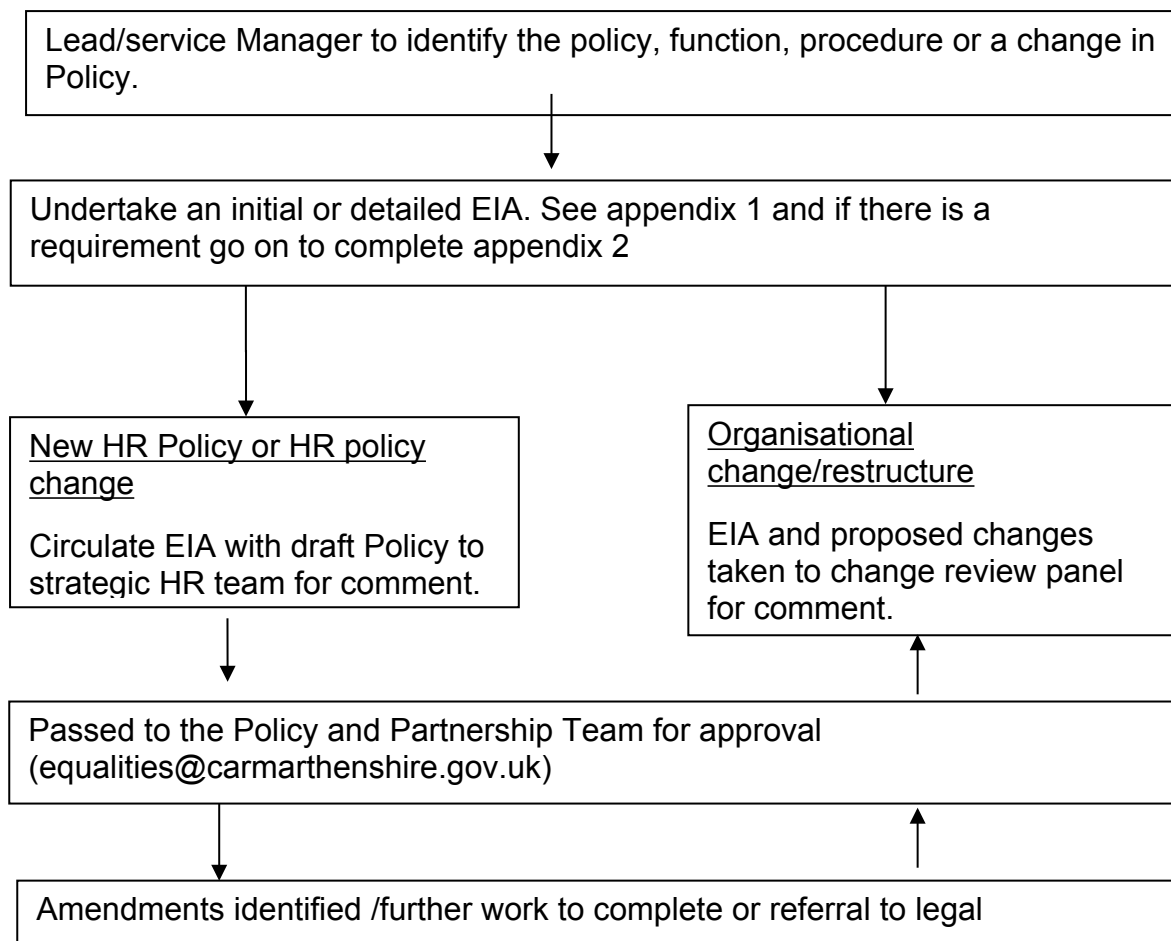 Lead/service Manager to identify the policy, function, procedure or a change in
Policy.
Undertake an initial or detailed EIA. See appendix 1 and if there is a
requirement go on to complete appendix 2
New HR Policy or HR policy
change
Circulate EIA with draft Policy to
strategic HR team for comment.
Organisational
change/restructure
EIA and proposed changes
taken to change review panel
for comment.
Passed to the Policy and Partnership Team for approval
(equalities@carmarthenshire.gov.uk)
Amendments identified /further work to complete or referral to legal